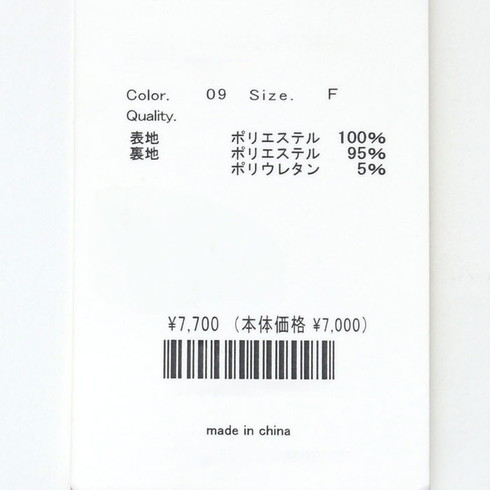 Color. 09 Size. F
Quality.
表地 ポリエステル 100%
裏地 ポリエステル 95%
ポリウレタン 5%
¥7,700 (本体価格 ¥7,000)
made in china